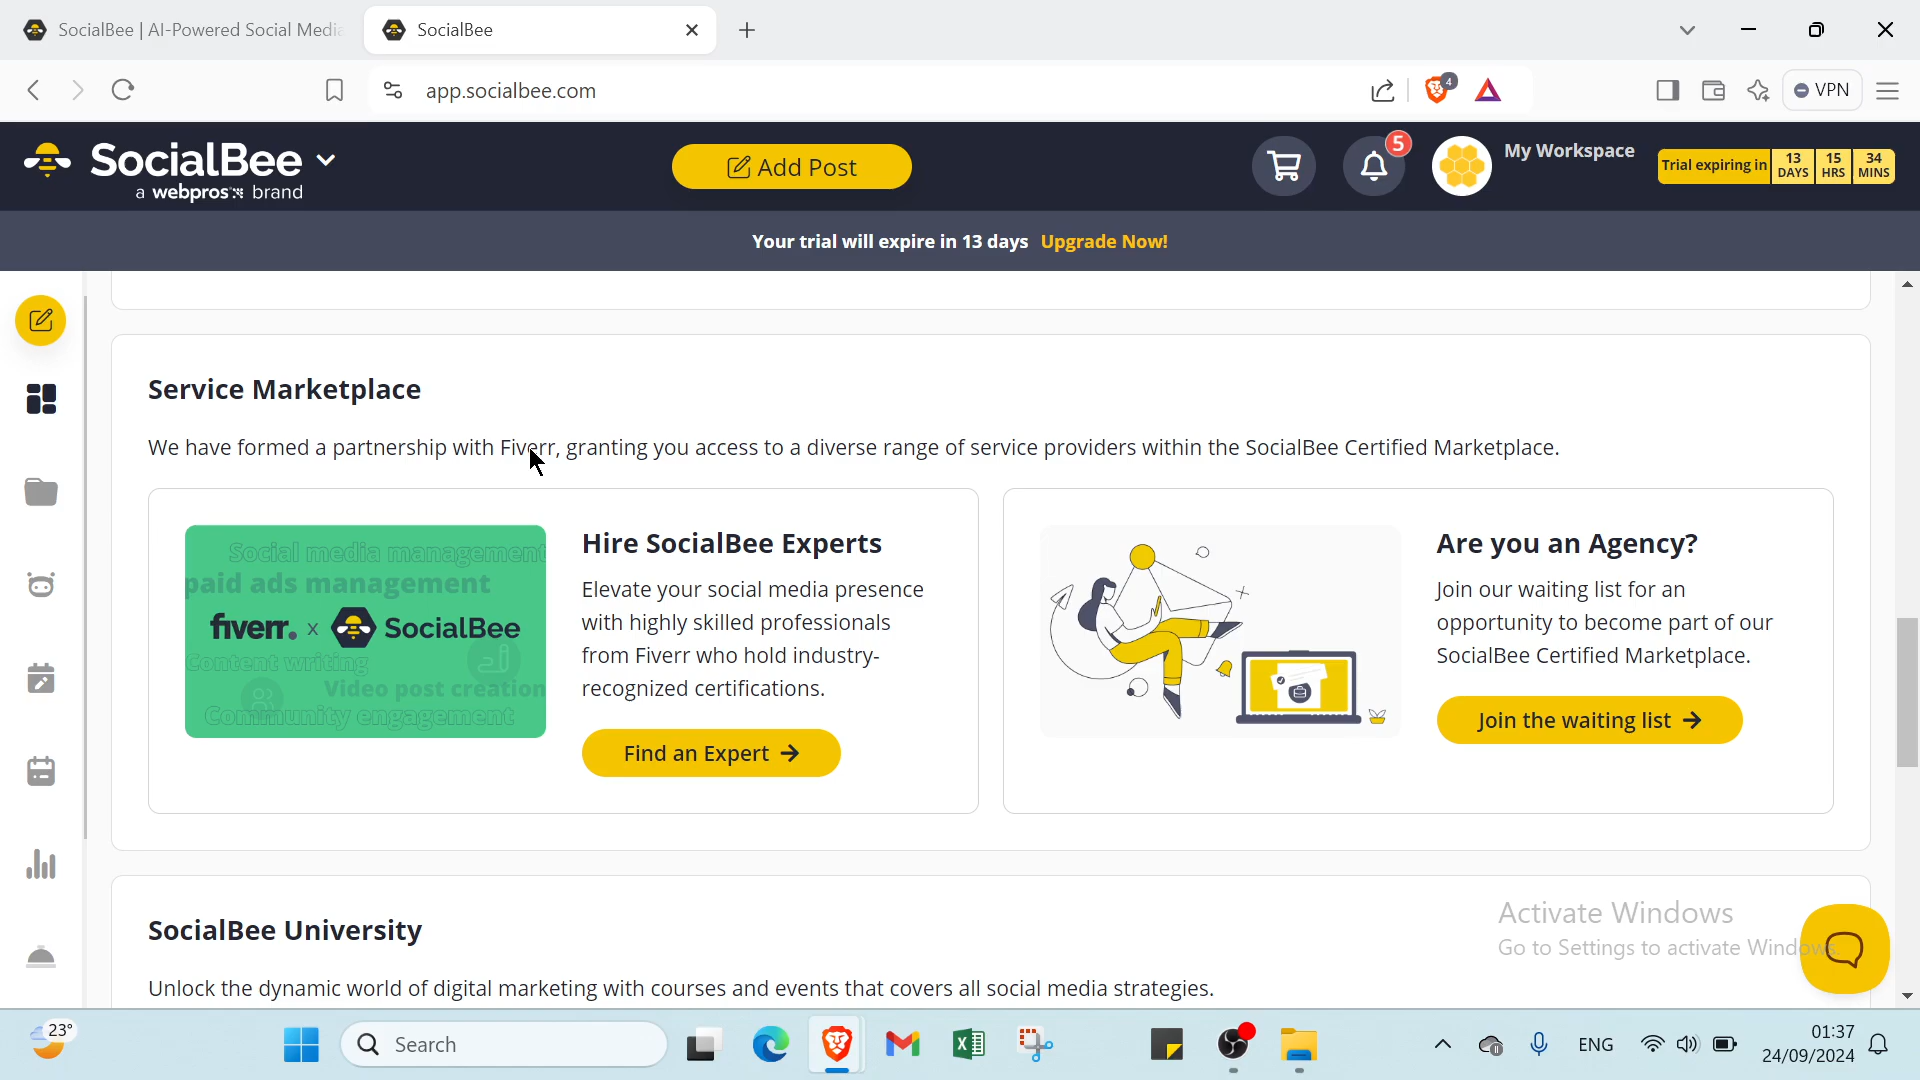 SocialBee | AI-Powered Social Media
SocialBee
app.socialbee.com
4
VPN
SocialBee
a webpros brand
Add Post
5
My Workspace
Trial expiring in
13 DAYS
15 HRS
34 MINS
Your trial will expire in 13 days Upgrade Now!
Service Marketplace
We have formed a partnership with Fiverr, granting you access to a diverse range of service providers within the SocialBee Certified Marketplace.
Social media management
paid ads management
fiverr. x SocialBee
Content writing
Video post creation
Community engagement
Hire SocialBee Experts
Elevate your social media presence
with highly skilled professionals
from Fiverr who hold industry-
recognized certifications.
Find an Expert →
Are you an Agency?
Join our waiting list for an
opportunity to become part of our
SocialBee Certified Marketplace.
Join the waiting list →
SocialBee University
Unlock the dynamic world of digital marketing with courses and events that covers all social media strategies.
Activate Windows
Go to Settings to activate Windows.
23°
Search
ENG
01:37
24/09/2024